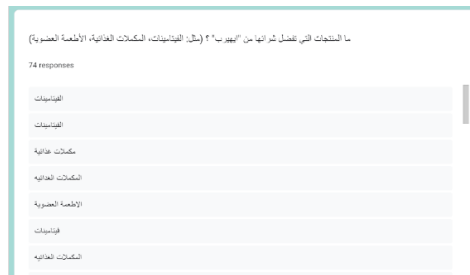 ما المنتجات التي تفضل شرائها من "ايهيرب" ؟ (مثل: الفيتامينات، المكملات الغذائية، الأطعمة العضوية)
74 responses
الفيتامينات
الفيتامينات
مكملات غذائية
المكملات الغذائيه
الاطعمة العضوية
فيتامينات
المكملات الغذائيه